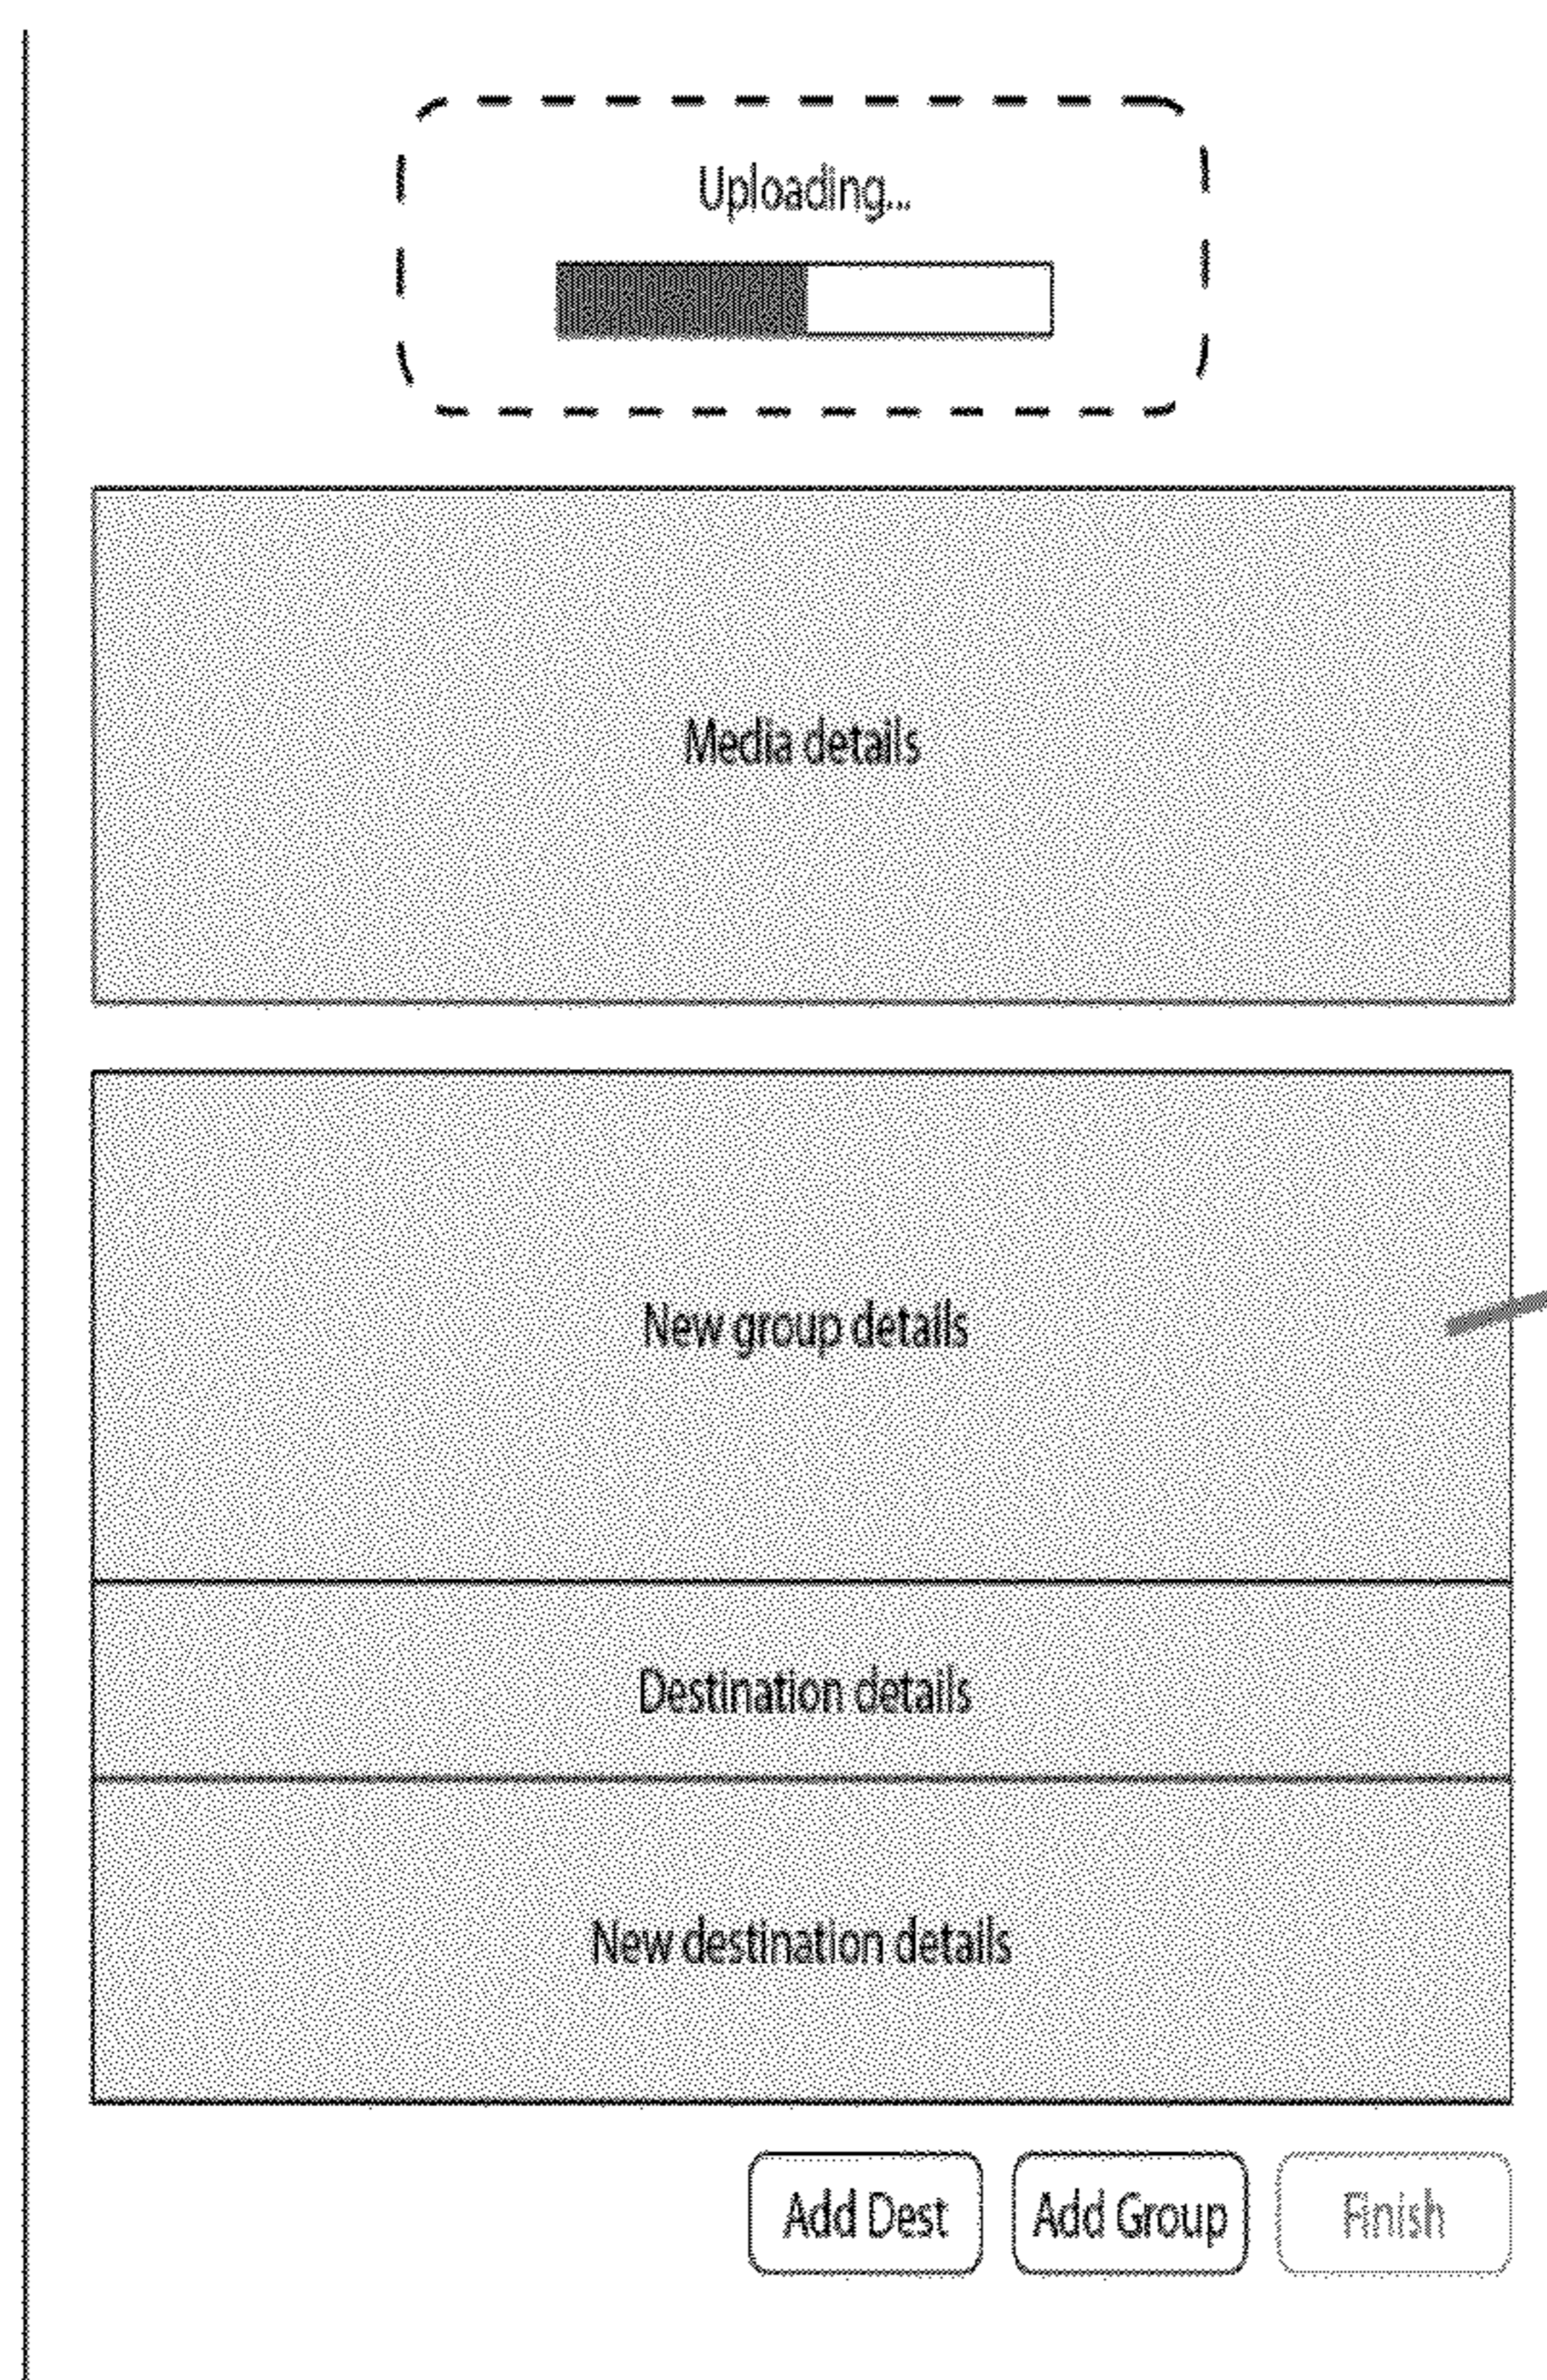 Uploading...
Media details
New group details
Destination details
New destination details
Add Dest Add Group Finish